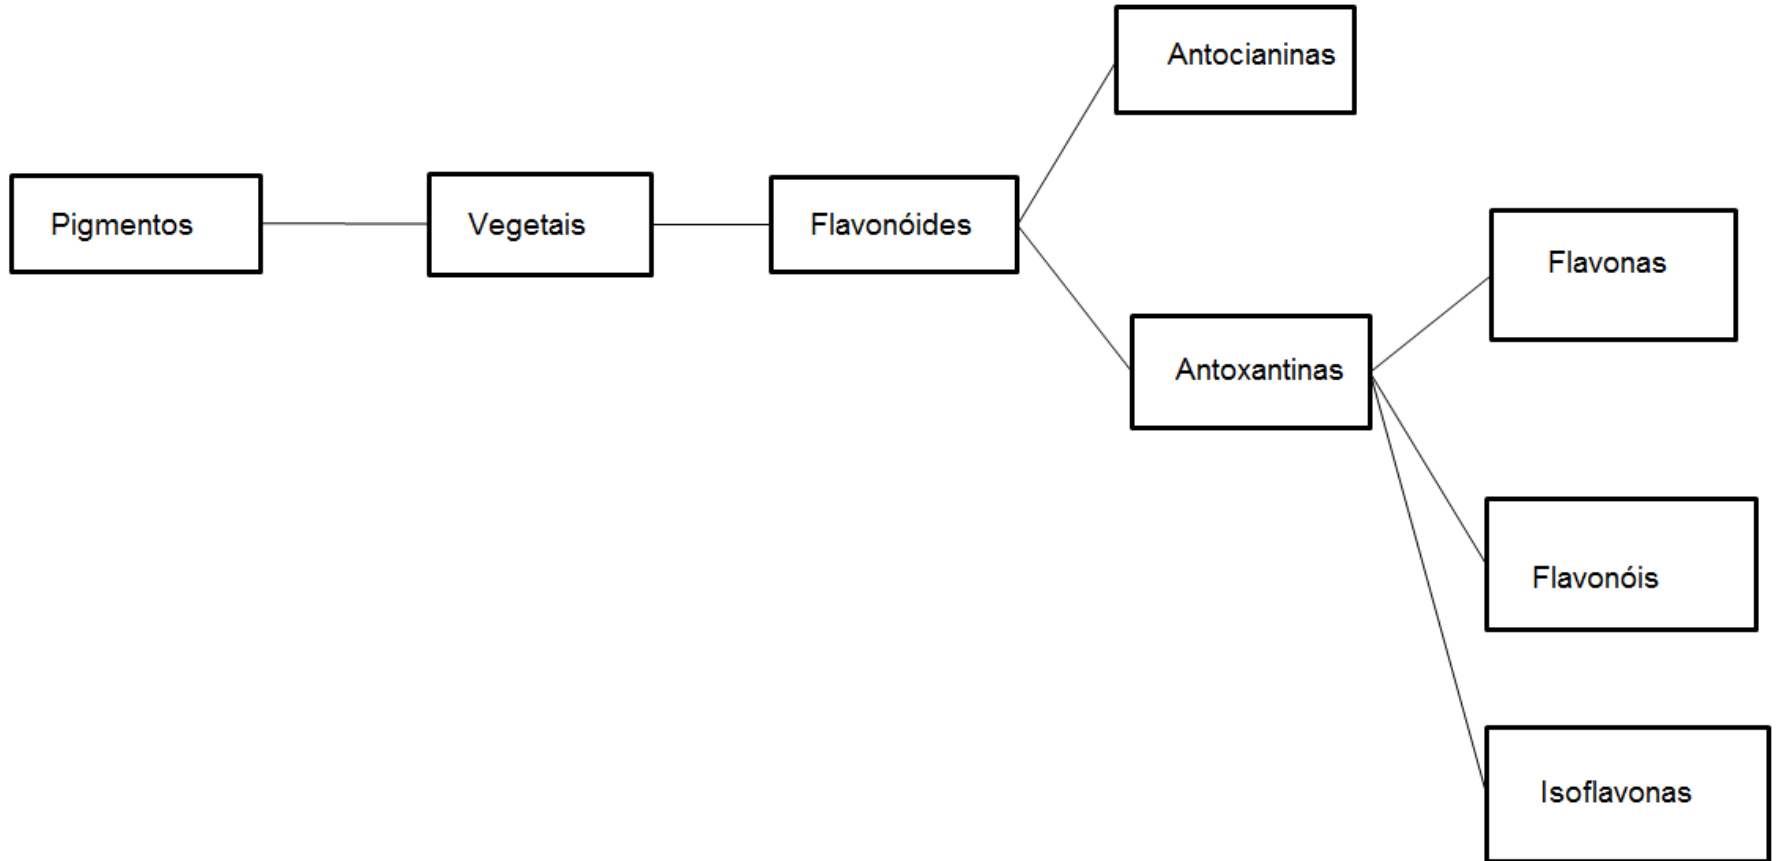 Antocianinas
Pigmentos
Vegetais
Flavonóides
Flavonas
Antoxantinas
Flavonóis
Isoflavonas